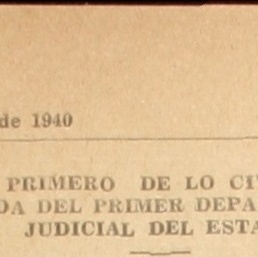 de 1940
PRIMERO DE LO CI
DA DEL PRIMER DEPA
JUDICIAL DEL ESTA